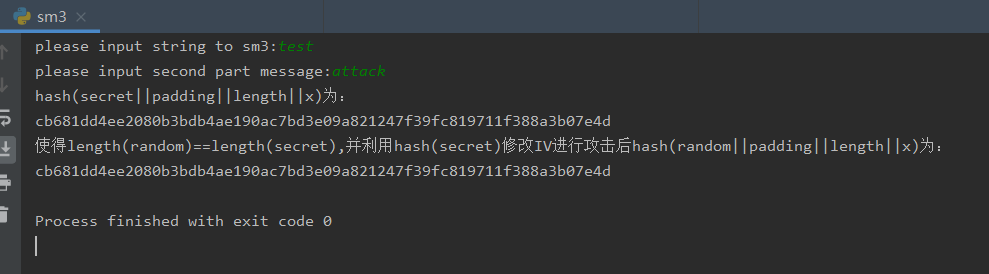 sm3
please input string to sm3:test
please input second part message:attack
hash(secret||padding||length||x)为:
cb681dd4ee2080b3bdb4ae190ac7bd3e09a821247f39fc819711f388a3b07e4d
使得length(random)==length(secret),并利用hash(secret)修改IV进行攻击后hash(random||padding||length||x)为:
cb681dd4ee2080b3bdb4ae190ac7bd3e09a821247f39fc819711f388a3b07e4d
Process finished with exit code 0